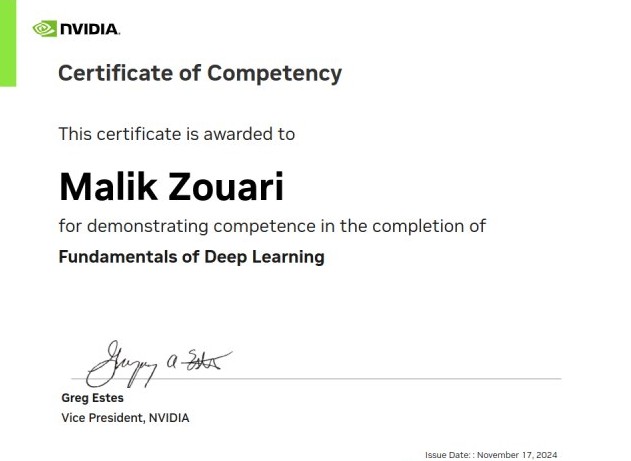 NVIDIA.
Certificate of Competency
This certificate is awarded to
Malik Zouari
for demonstrating competence in the completion of
Fundamentals of Deep Learning
Gregory A Estes
Greg Estes
Vice President, NVIDIA
Issue Date: : November 17, 2024